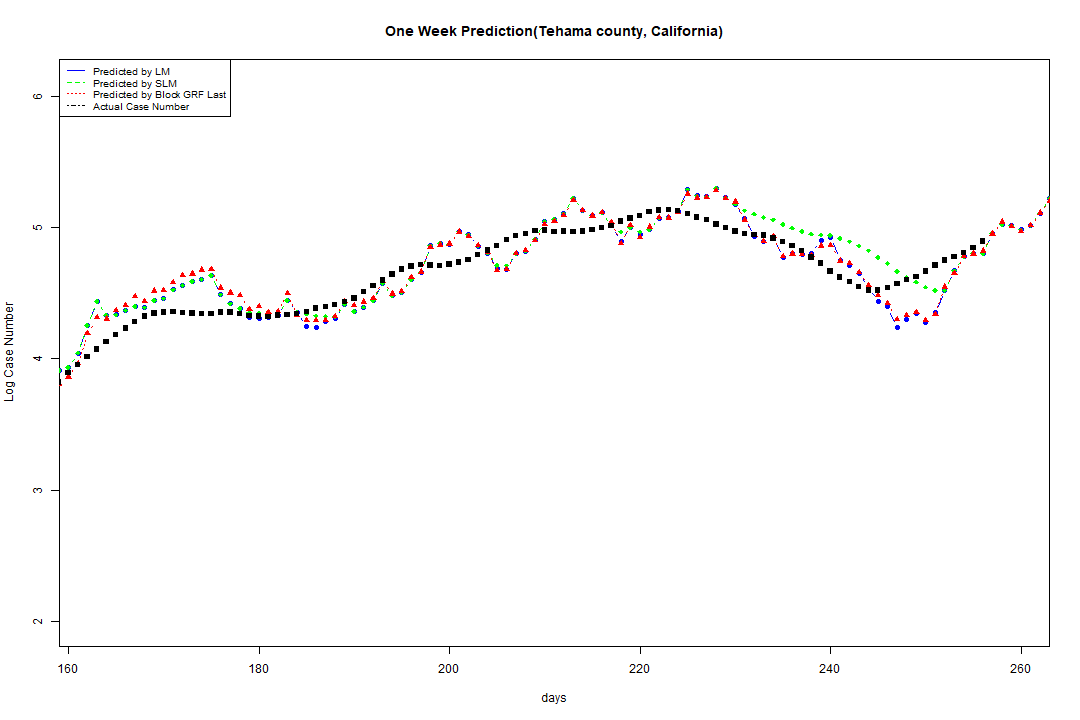 One Week Prediction(Tehama county, California)
Predicted by LM
Predicted by SLM
Predicted by Block GRF Last
Actual Case Number
6
5
4
3
2
Log Case Number
160 180 200 220 240 260
days